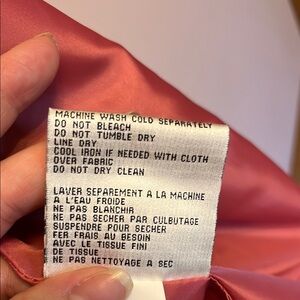 MACHINE WASH COLD SEPARATELY
DO NOT BLEACH
DO NOT TUMBLE DRY
LINE DRY
COOL IRON IF NEEDED WITH CLOTH
OVER FABRIC
DO NOT DRY CLEAN
LAVER SEPAREMENT A LA MACHINE
A L'EAU FROIDE
NE PAS BLANCHIR
NE PAS SECHER PAR CULBUTAGE
SUSPENDRE POUR SECHER
FER FRAIS AU BESOIN
AVEC LE TISSUE FINI
DE TISSUE
NE PAS NETTOYAGE A SEC